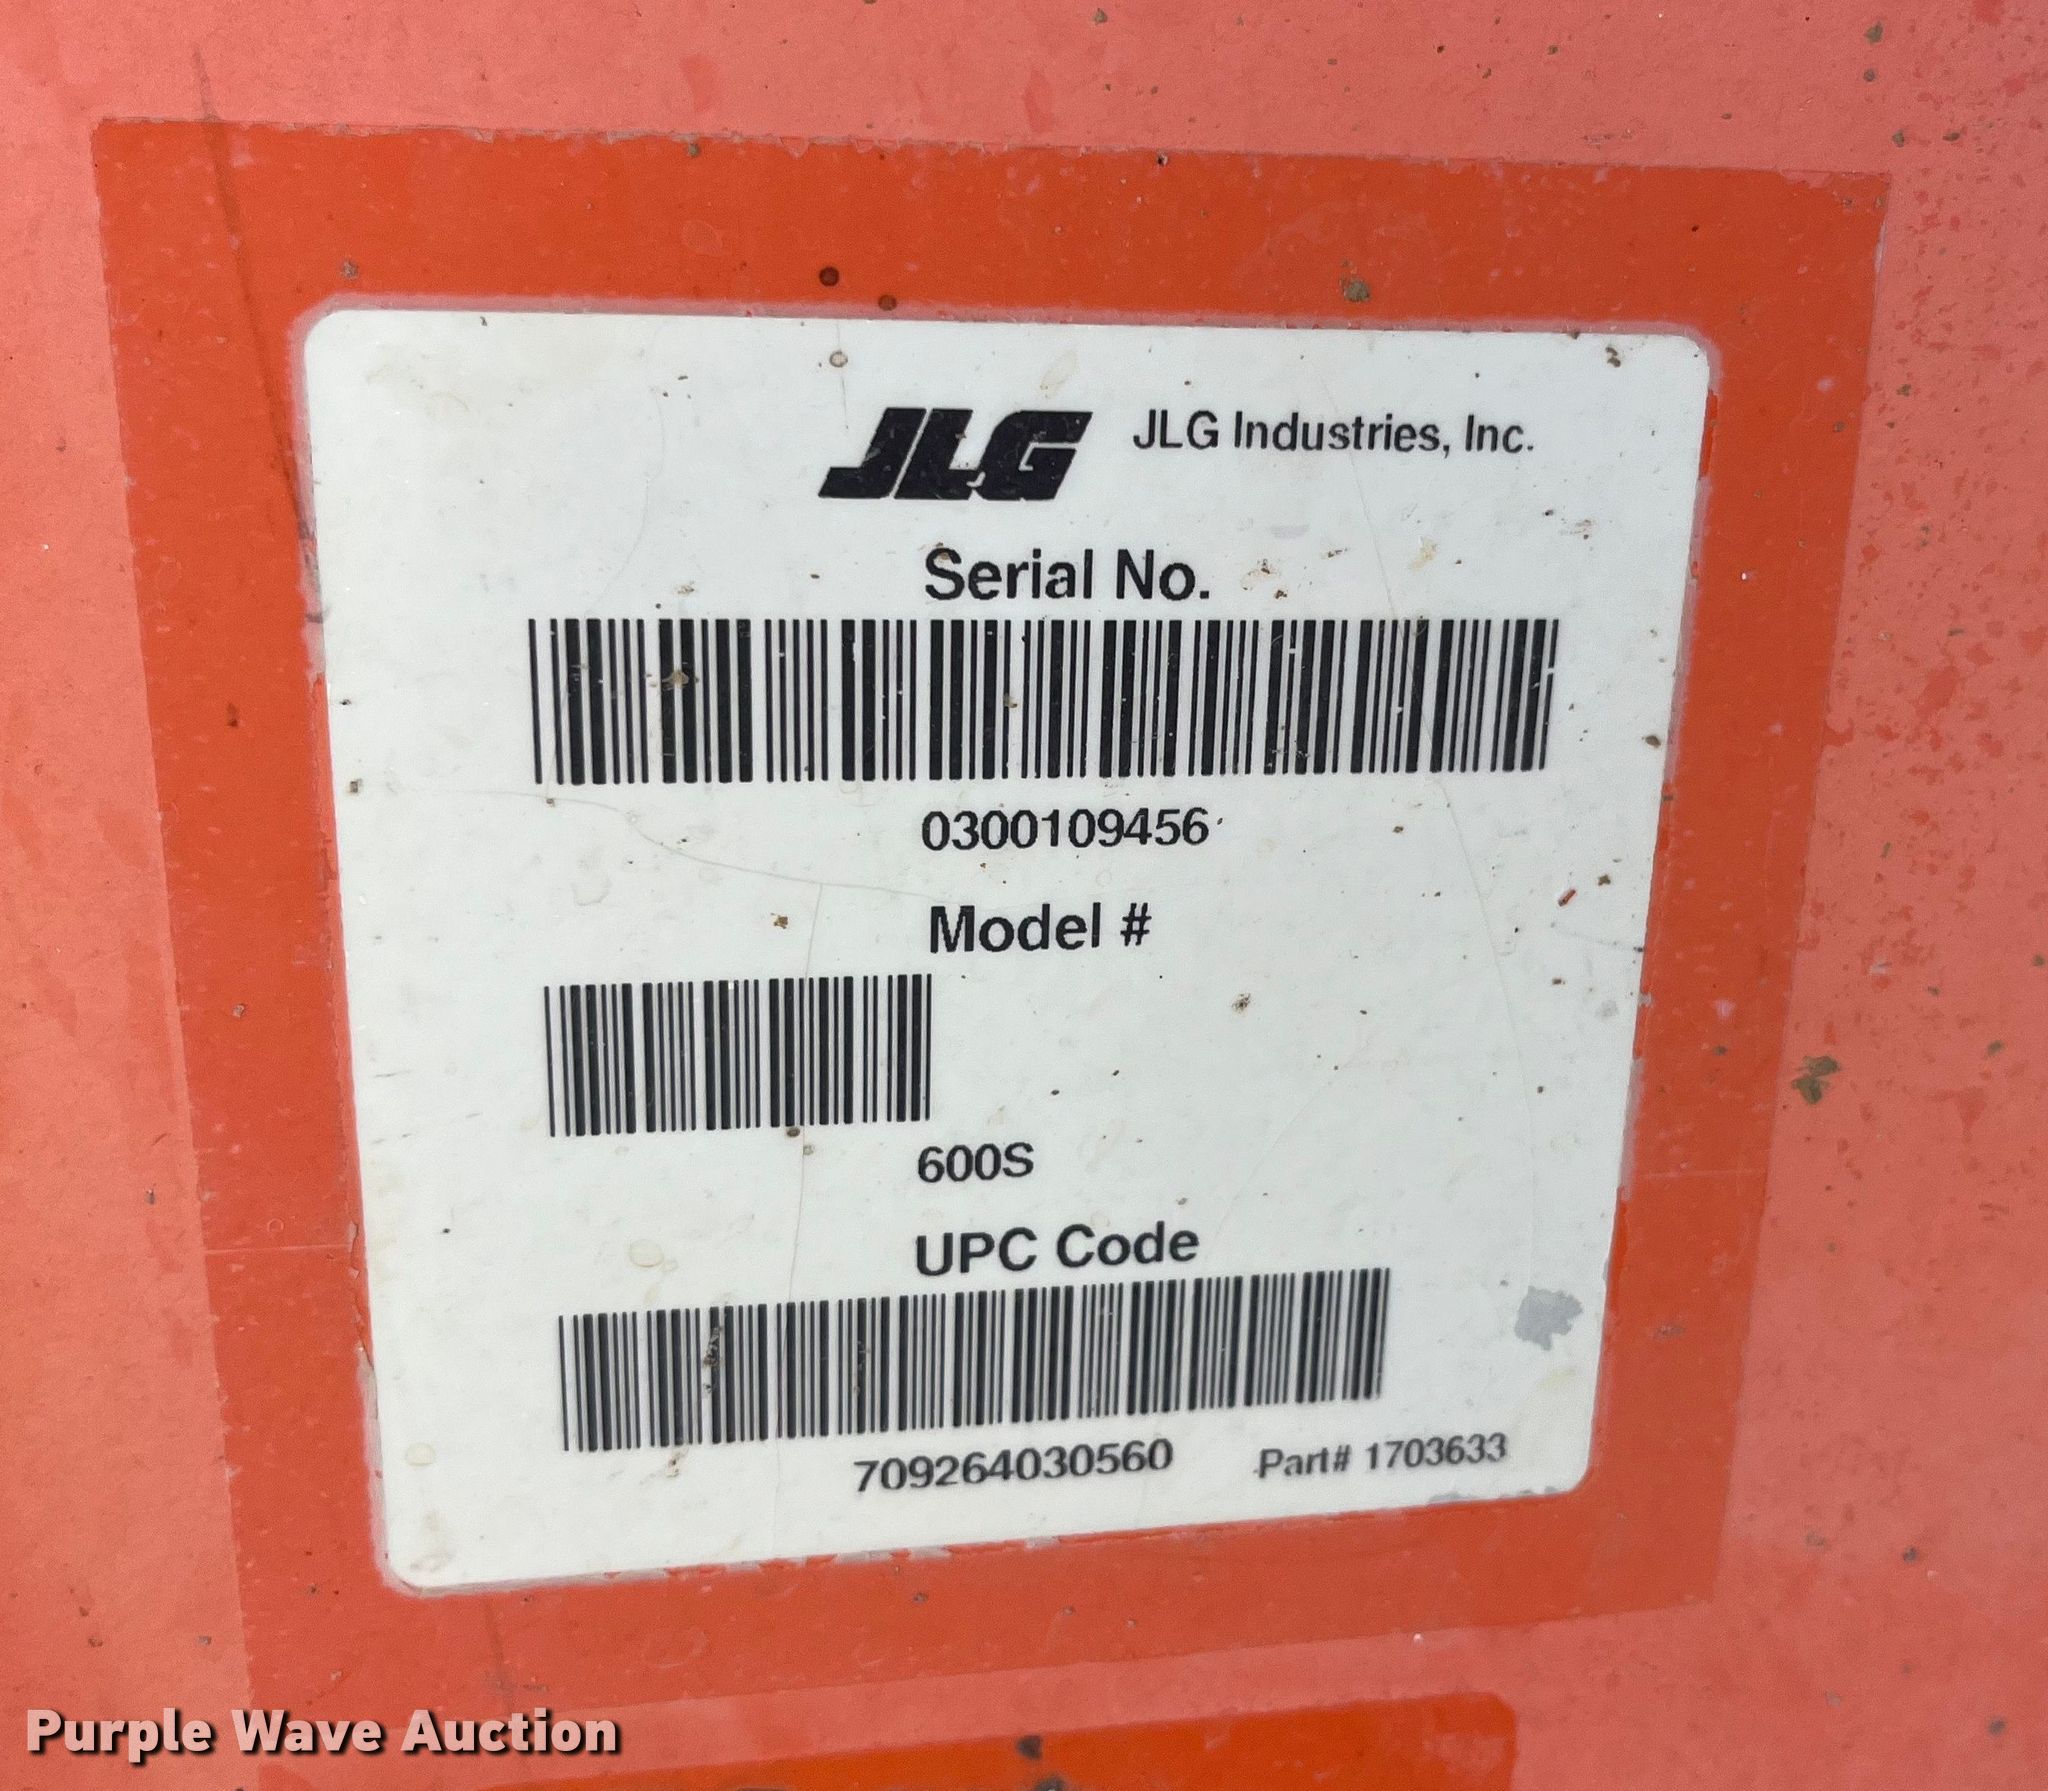 JLG JLG Industries, Inc.
Serial No.
0300109456
Model #
600S
UPC Code
709264030560 Part# 1703633
Purple Wave Auction